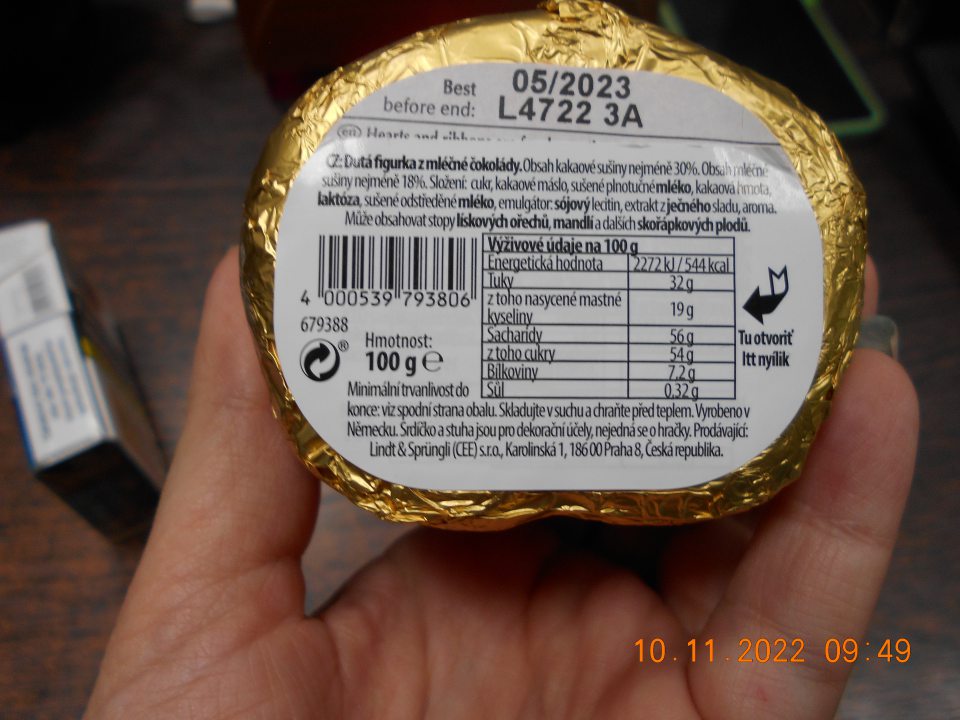 Best 05/2023
before end: L4722 3A
en Hearts and ribbons
CZ: Dutá figurka z mléčné čokolády. Obsah kakaové sušiny nejméně 30%. Obsah mléčné
sušiny nejméně 18%. Složení: cukr, kakaové máslo, sušené plnotučné mléko, kakaová hmota,
laktóza, sušené odstředěné mléko, emulgátor: sójový lecitin, extrakt z ječného sladu, aroma.
Může obsahovat stopy lískových ořechů, mandlí a dalších skořápkových plodů.
Výživové údaje na 100 g
Energetická hodnota 2272 kJ / 544 kcal
Tuky 32 g
z toho nasycené mastné
kyseliny 19 g
Sacharidy 56 g
z toho cukry 54 g
Bílkoviny 7,2 g
Sůl 0,32 g
4 000539 793806
679388
Hmotnost:
100 g e
Tu otvoriť
Itt nyílik
Minimální trvanlivost do
konce: viz spodní strana obalu. Skladujte v suchu a chraňte před teplem. Vyrobeno v
Německu. Srdíčko a stuha jsou pro dekorační účely, nejedná se o hračky. Prodávající:
Lindt & Sprüngli (CEE) s.r.o., Karolinská 1, 186 00 Praha 8, Česká republika.
10.11.2022 09:49